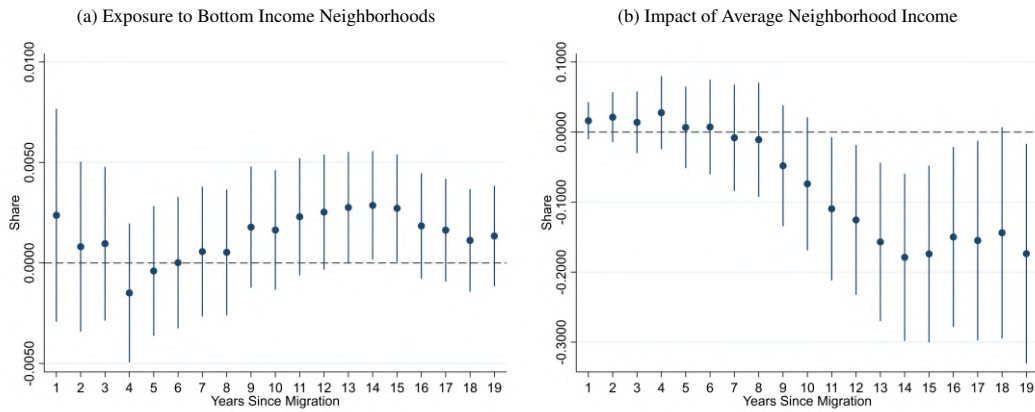 (a) Exposure to Bottom Income Neighborhoods
0.0100
0.0050
0.0000
-0.0050
Share
1 2 3 4 5 6 7 8 9 10 11 12 13 14 15 16 17 18 19
Years Since Migration
(b) Impact of Average Neighborhood Income
0.1000
0.0000
-0.1000
-0.2000
-0.3000
Share
1 2 3 4 5 6 7 8 9 10 11 12 13 14 15 16 17 18 19
Years Since Migration